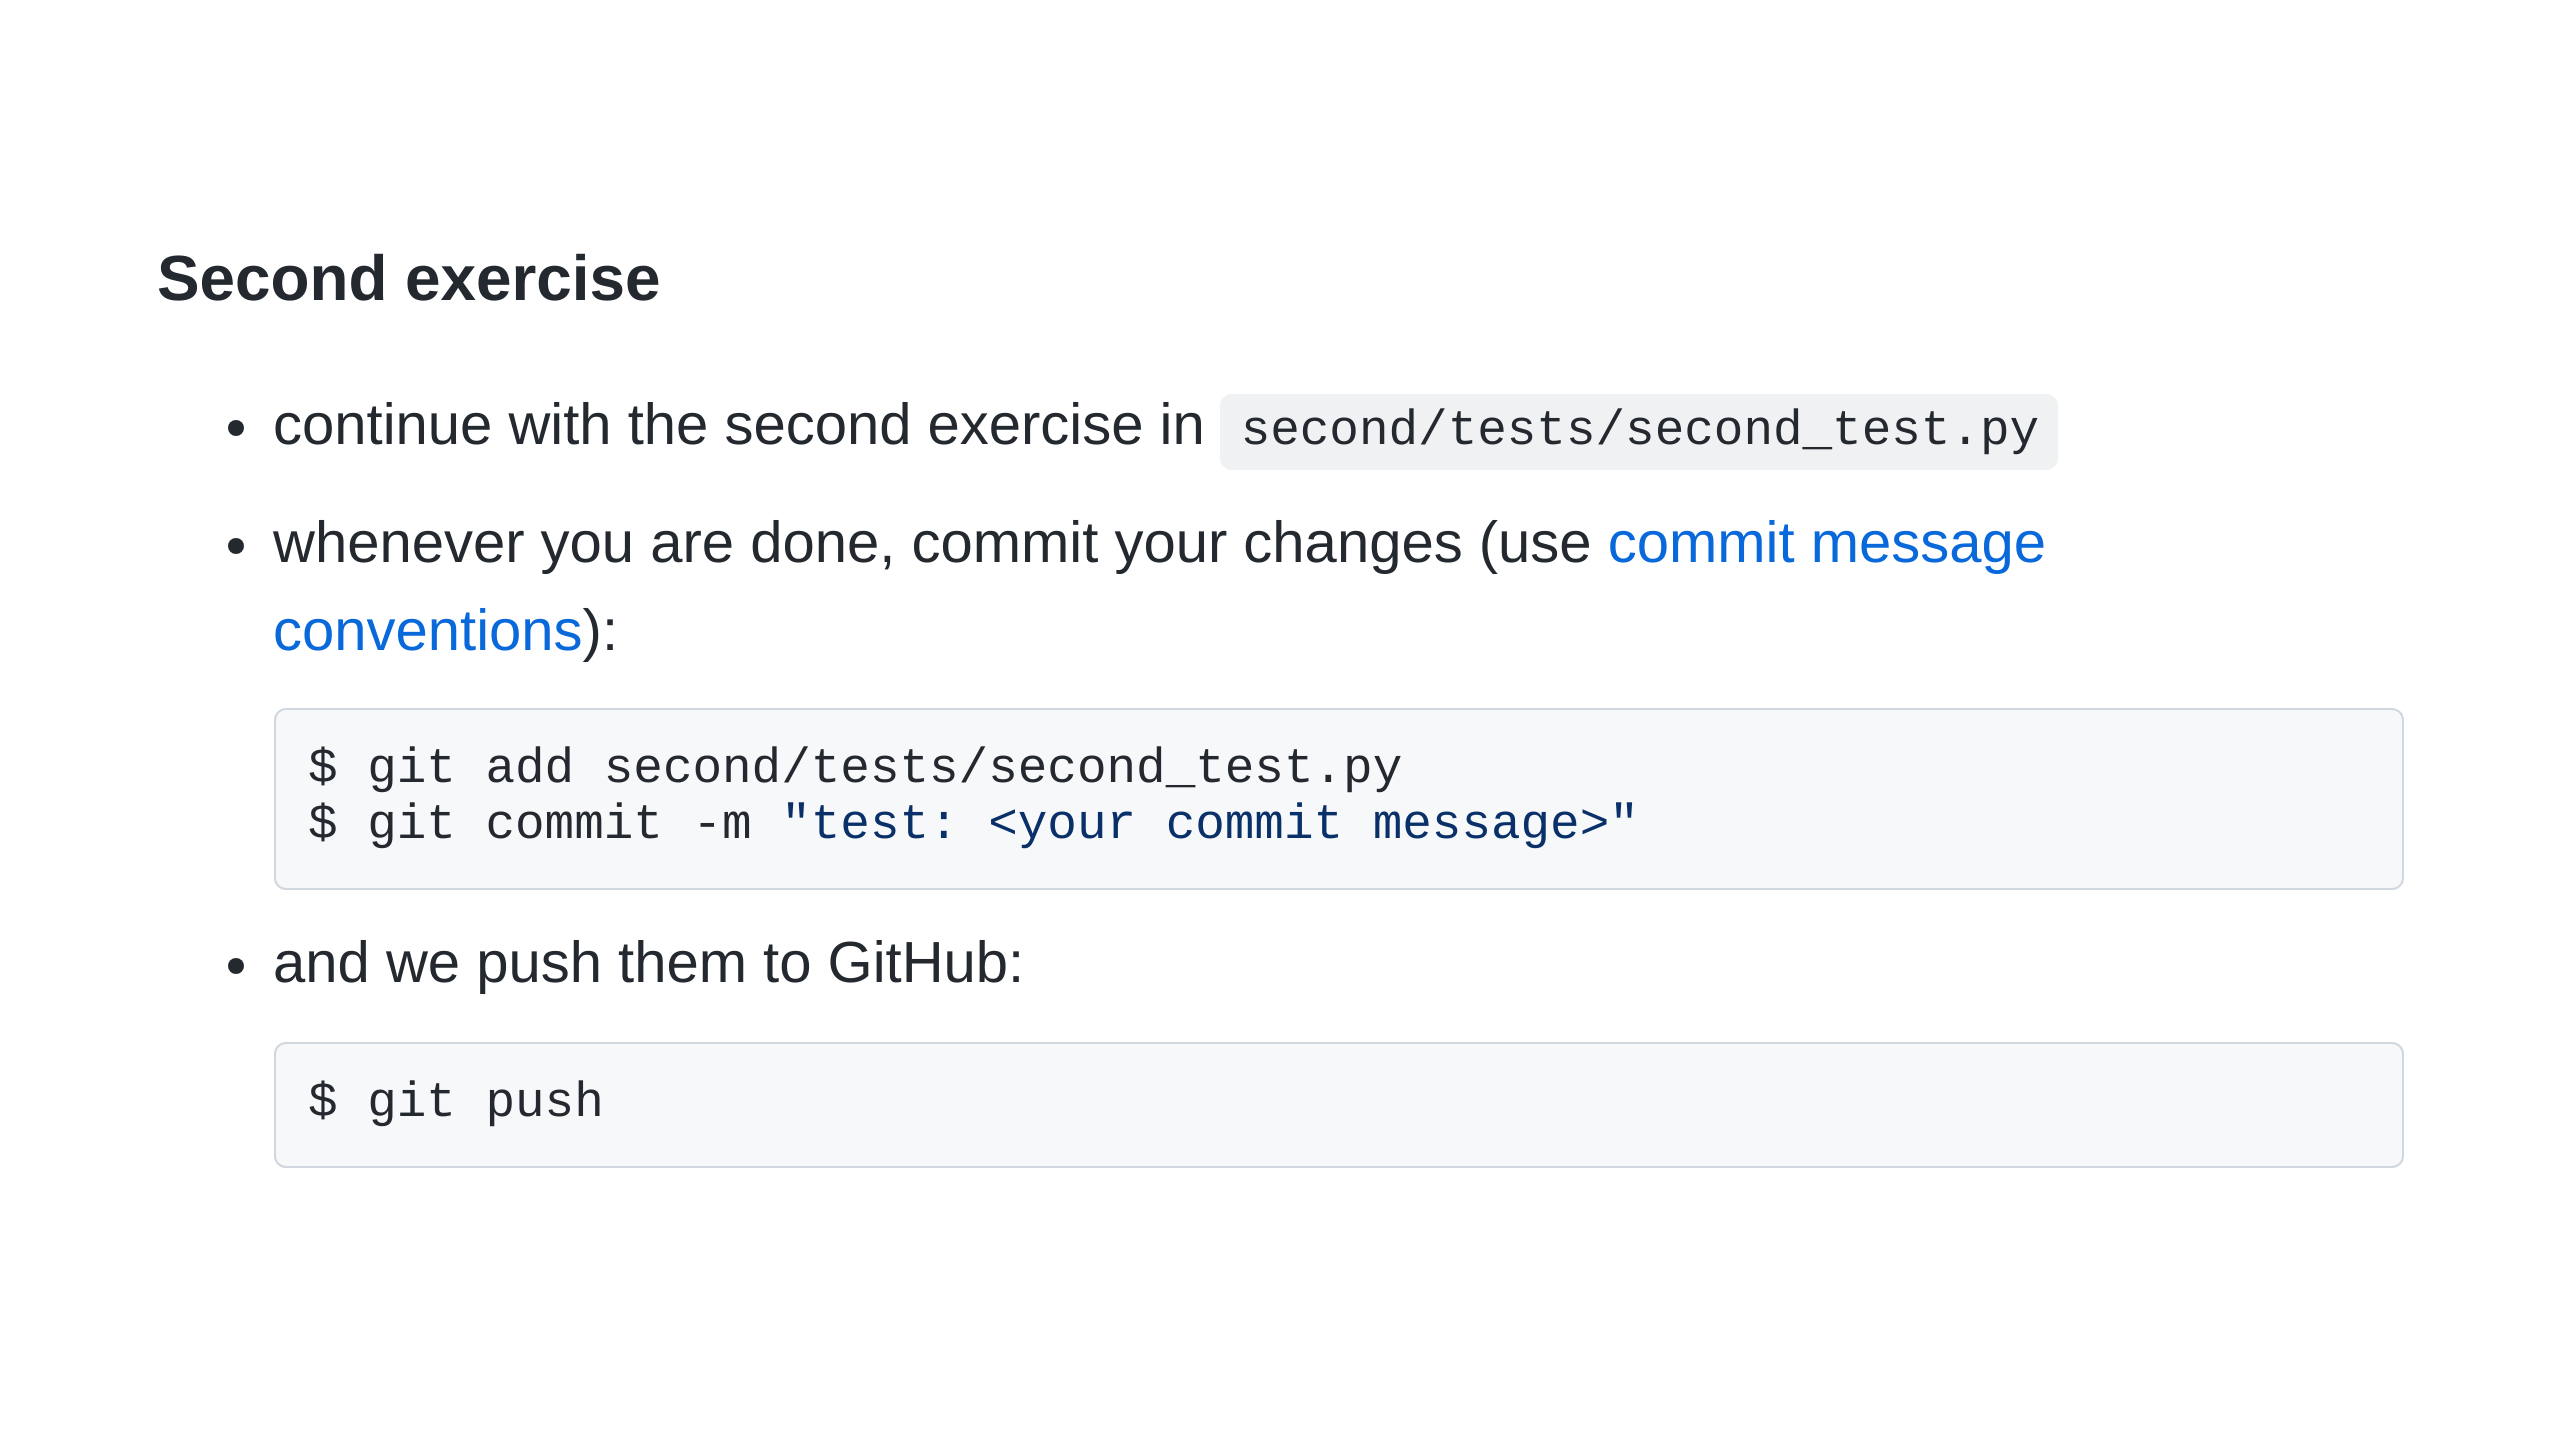 Second exercise
• continue with the second exercise in second/tests/second_test.py
• whenever you are done, commit your changes (use commit message
conventions):
$ git add second/tests/second_test.py
$ git commit -m "test: <your commit message>"
• and we push them to GitHub:
$ git push